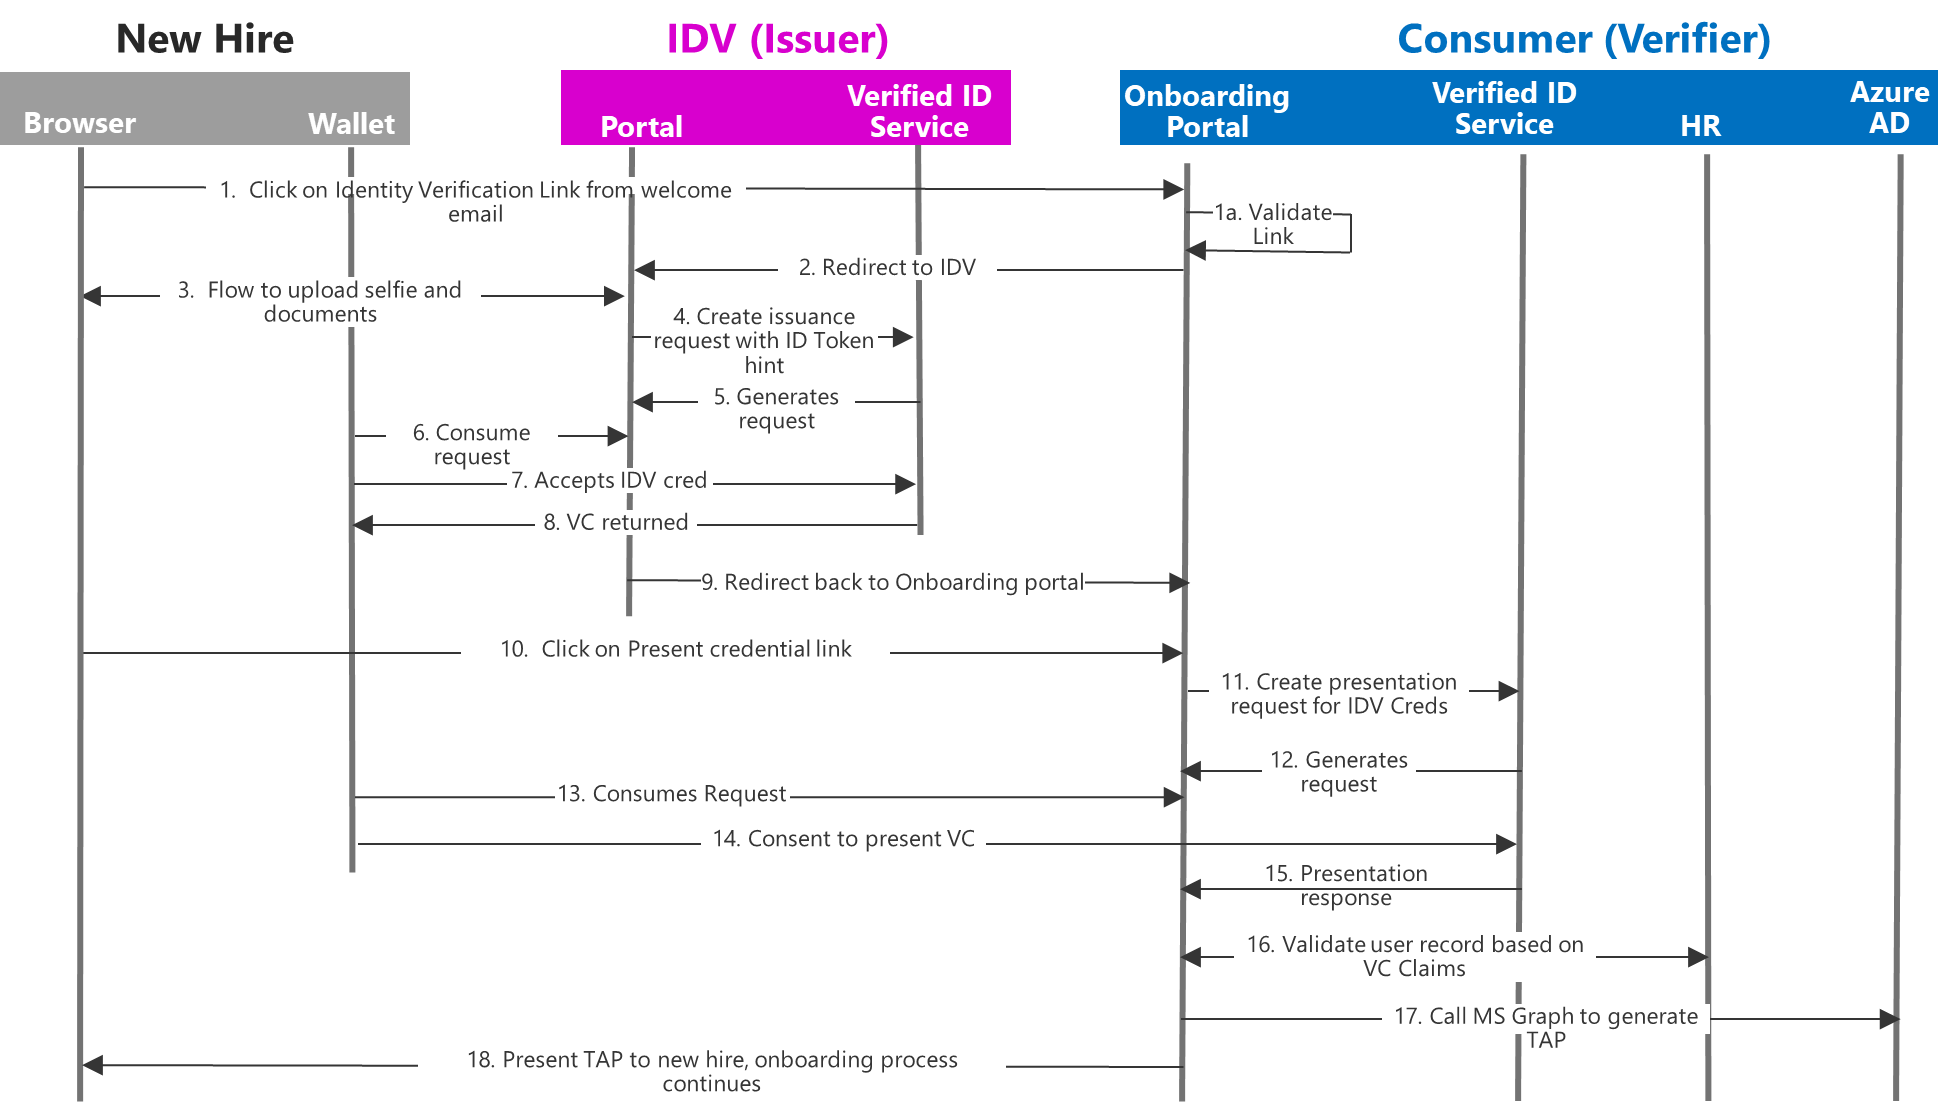 New Hire
IDV (Issuer)
Consumer (Verifier)
Browser
Wallet
Portal
Verified ID
Service
Onboarding
Portal
Verified ID
Service
HR
Azure
AD
1. Click on Identity Verification Link from welcome
email
1a. Validate
Link
2. Redirect to IDV
3. Flow to upload selfie and
documents
4. Create issuance
request with ID Token
hint
5. Generates
request
6. Consume
request
7. Accepts IDV cred
8. VC returned
9. Redirect back to Onboarding portal
10. Click on Present credential link
11. Create presentation
request for IDV Creds
12. Generates
request
13. Consumes Request
14. Consent to present VC
15. Presentation
response
16. Validate user record based on
VC Claims
17. Call MS Graph to generate
TAP
18. Present TAP to new hire, onboarding process
continues